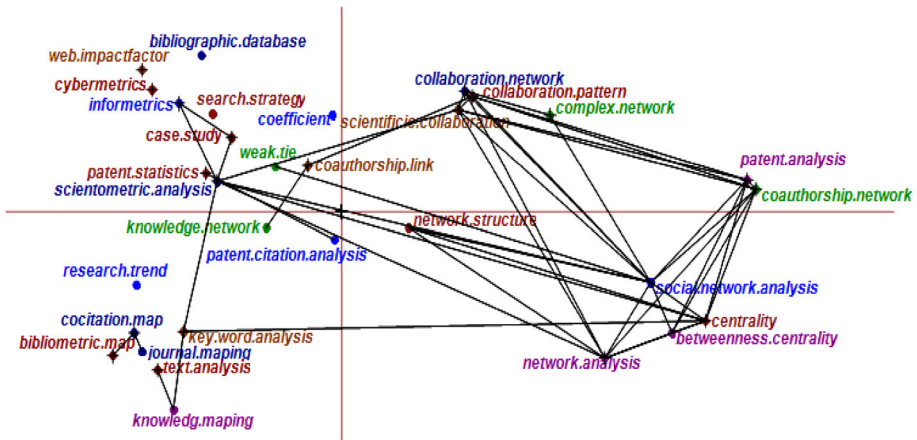 bibliographic.database
web.impactfactor
collaboration.network
cybermetrics
collaboration.pattern
informetrics
search.strategy
complex.network
coefficient
scientificis.collaboration
case.study
weak.tie
coauthorship.link
patent.analysis
patent.statistics
scientometric.analysis
coauthorship.network
network.structure
knowledge.network
patent.citation.analysis
research.trend
social.network.analysis
cocitation.map
centrality
bibliometric.map
key.word.analysis
betweenness.centrality
journal.maping
text.analysis
network.analysis
knowledg.maping